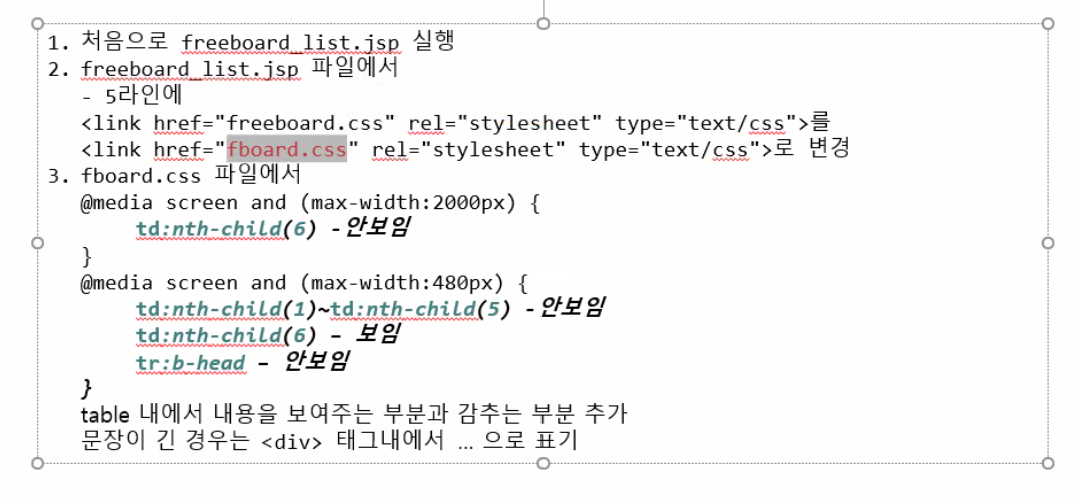 1. 처음으로 freeboard_list.jsp 실행
2. freeboard_list.jsp 파일에서
- 5라인에
<link href="freeboard.css" rel="stylesheet" type="text/css">를
<link href="fboard.css" rel="stylesheet" type="text/css">로 변경
3. fboard.css 파일에서
@media screen and (max-width:2000px) {
td:nth-child(6) -안보임
}
@media screen and (max-width:480px) {
td:nth-child(1)~td:nth-child(5) -안보임
td:nth-child(6) – 보임
tr:b-head – 안보임
}
table 내에서 내용을 보여주는 부분과 감추는 부분 추가
문장이 긴 경우는 <div> 태그내에서 … 으로 표기